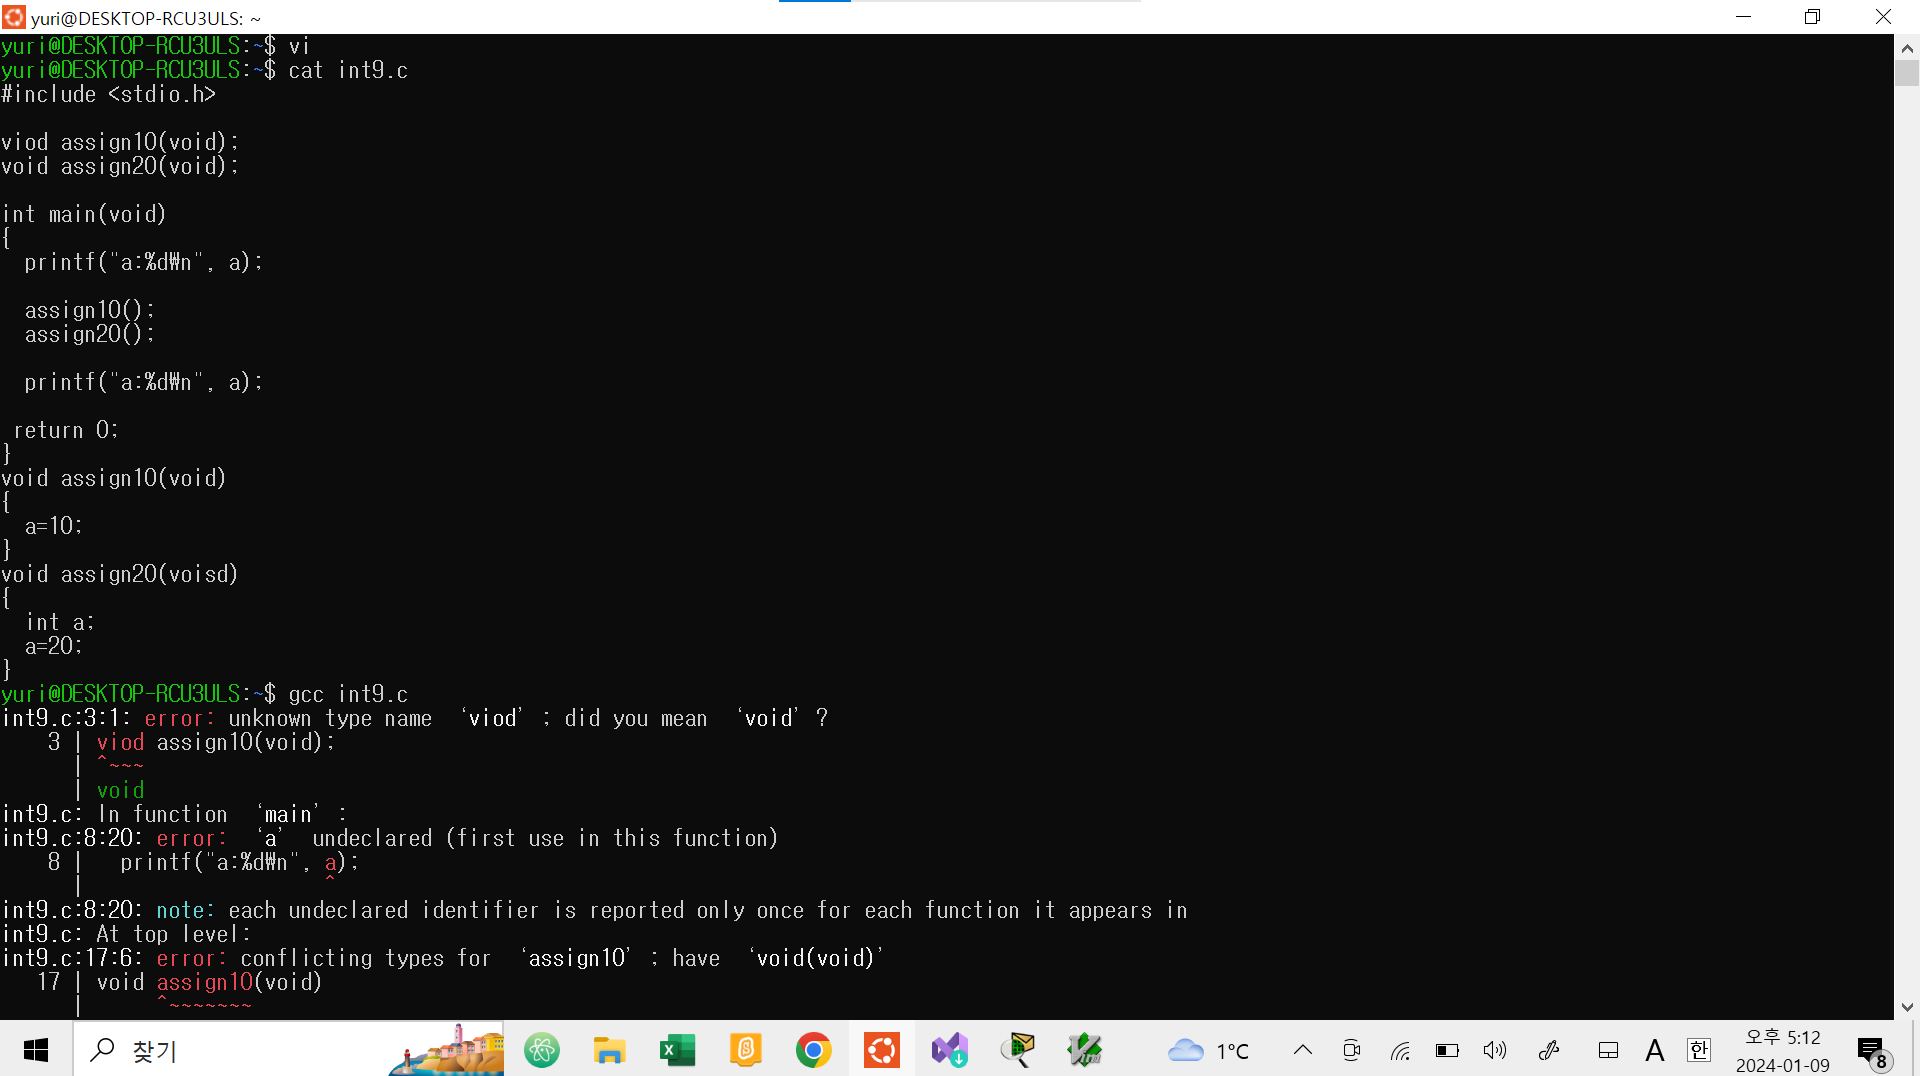 yuri@DESKTOP-RCU3ULS: ~
yuri@DESKTOP-RCU3ULS:~$ vi
yuri@DESKTOP-RCU3ULS:~$ cat int9.c
#include <stdio.h>
viod assign10(void);
void assign20(void);
int main(void)
{
printf("a:%d₩n", a);
assign10();
assign20();
printf("a:%d₩n", a);
return 0;
}
void assign10(void)
{
a=10;
}
void assign20(voisd)
{
int a;
a=20;
}
yuri@DESKTOP-RCU3ULS:~$ gcc int9.c
int9.c:3:1: error: unknown type name ‘viod’ ; did you mean ‘void’ ?
3 | viod assign10(void);
| ^~~~
| void
int9.c: In function ‘main’ :
int9.c:8:20: error: ‘a’ undeclared (first use in this function)
8 | printf("a:%d₩n", a);
| ^
int9.c:8:20: note: each undeclared identifier is reported only once for each function it appears in
int9.c: At top level:
int9.c:17:6: error: conflicting types for ‘assign10’ ; have ‘void(void)’
17 | void assign10(void)
| ^~~~~~~~
찾기
1°C
A
한
오후 5:12
2024-01-09
8